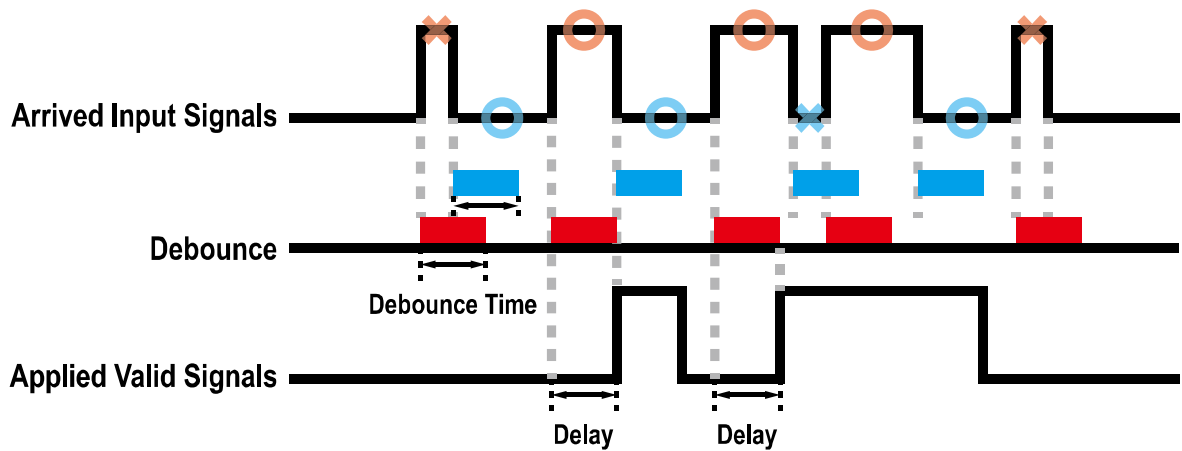 Arrived Input Signals
Debounce
Debounce Time
Applied Valid Signals
Delay
Delay